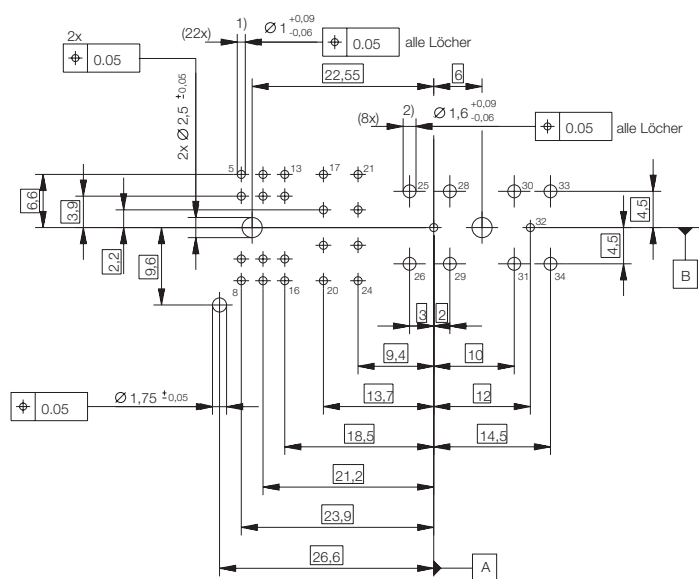 2x
⌖ 0.05
1)
(22x)
Ø 1 +0,09 -0,06
⌖ 0.05 alle Löcher
22,55
6
2x Ø 2,5 ±0,05
2)
(8x)
Ø 1,6 +0,09 -0,06
⌖ 0.05 alle Löcher
5 13 17 21
25 28 30 33
6,6
3,9
2,2
9,6
32
4,5
4,5
B
8 16 20 24
26 29 31 34
3 2
9,4 10
⌖ 0.05
Ø 1,75 ±0,05
13,7 12
18,5 14,5
21,2
23,9
26,6
A